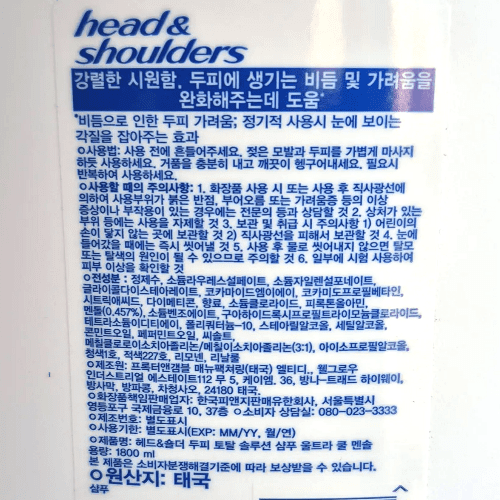 head &
shoulders
강렬한 시원함, 두피에 생기는 비듬 및 가려움을
완화해주는데 도움*
*비듬으로 인한 두피 가려움; 정기적 사용시 눈에 보이는
각질을 잡아주는 효과
○사용법: 사용 전에 흔들어주세요. 젖은 모발과 두피를 가볍게 마사지
하듯 사용하세요. 거품을 충분히 내고 깨끗이 헹구어내세요. 필요시
반복하여 사용하세요.
○사용할 때의 주의사항: 1. 화장품 사용 시 또는 사용 후 직사광선에
의하여 사용부위가 붉은 반점, 부어오름 또는 가려움증 등의 이상
증상이나 부작용이 있는 경우에는 전문의 등과 상담할 것 2. 상처가 있는
부위 등에는 사용을 자제할 것 3. 보관 및 취급 시 주의사항 1) 어린이의
손이 닿지 않는 곳에 보관할 것 2) 직사광선을 피해서 보관할 것 4. 눈에
들어갔을 때에는 즉시 씻어낼 것 5. 사용 후 물로 씻어내지 않으면 탈모
또는 탈색의 원인이 될 수 있으므로 주의할 것 6. 일부에 시험 사용하여
피부 이상을 확인할 것
○전성분 : 정제수, 소듐라우레스설페이트, 소듐자일렌설포네이트,
글라이콜다이스테아레이트, 코카마이드엠이에이, 코카미도프로필베타인,
시트릭애씨드, 다이메티콘, 향료, 소듐클로라이드, 피록톤올아민,
멘톨(0.457%), 소듐벤조에이트, 구아하이드록시프로필트라이모늄클로라이드,
테트라소듐이디티에이, 폴리쿼터늄-10, 스테아릴알코올, 세틸알코올,
콘민트오일, 페퍼민트오일, 씨솔트,
메칠클로로이소치아졸리논/메칠이소치아졸리논(3:1), 아이소프로필알코올,
청색1호, 적색227호, 리모넨, 리날룰
○제조원: 프록터앤갬블 매뉴팩쳐링(태국) 엘티디., 웰그로우
인더스트리얼 에스테이트112 무 5, 케이엠. 36, 방나-트래드 하이웨이,
방사막, 방파콩, 차청사오, 24180 태국.
○화장품책임판매업자: 한국피앤지판매유한회사, 서울특별시
영등포구 국제금융로 10, 37층 ○소비자 상담실: 080-023-3333
○제조번호: 별도표시
○사용기한: 별도표시(EXP: MM/YY, 월/연)
○제품명: 헤드&숄더 두피 토탈 솔루션 샴푸 울트라 쿨 멘솔
용량: 1800 ml
본 제품은 소비자분쟁해결기준에 따라 보상받을 수 있습니다.
○원산지: 태국
샴푸